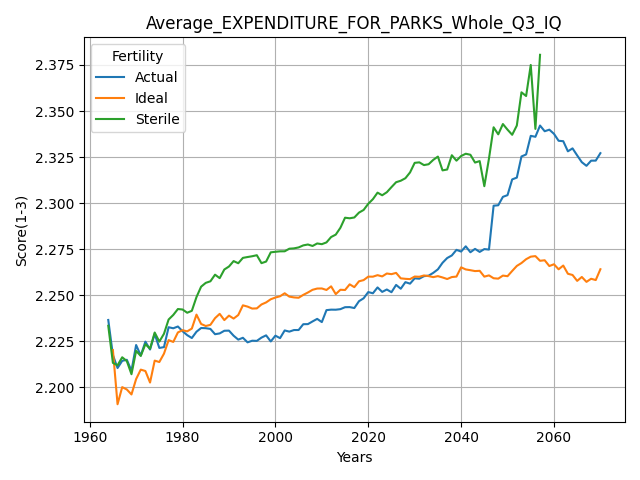 Average_EXPENDITURE_FOR_PARKS_Whole_Q3_IQ
Fertility
Actual
Ideal
Sterile
Score(1-3)
2.375
2.350
2.325
2.300
2.275
2.250
2.225
2.200
1960
1980
2000
2020
2040
2060
Years